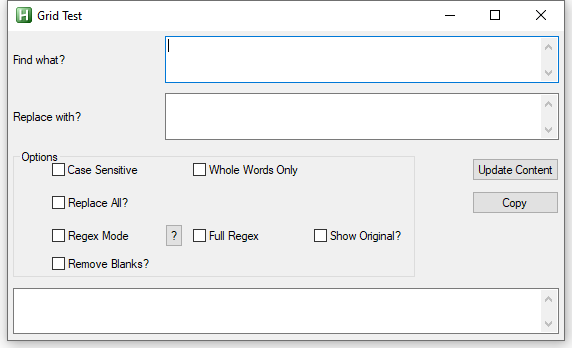 Grid Test
Find what?
Replace with?
Options
Case Sensitive Whole Words Only
Update Content
Replace All?
Copy
Regex Mode ? Full Regex Show Original?
Remove Blanks?